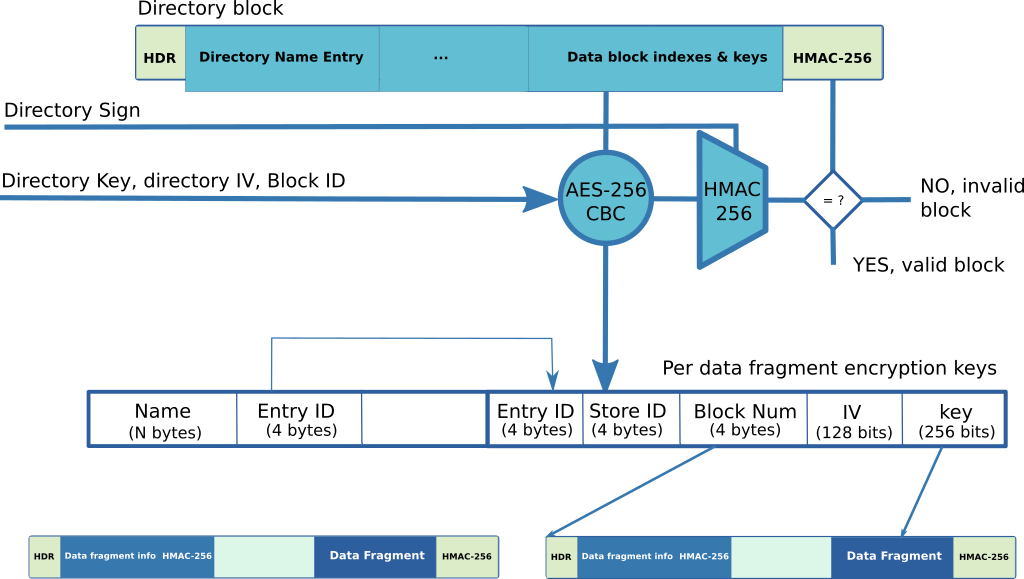 Directory block
HDR
Directory Name Entry
...
Data block indexes & keys
HMAC-256
Directory Sign
Directory Key, directory IV, Block ID
AES-256
CBC
HMAC
256
= ?
NO, invalid
block
YES, valid block
Per data fragment encryption keys
Name
(N bytes)
Entry ID
(4 bytes)
Entry ID
(4 bytes)
Store ID
(4 bytes)
Block Num
(4 bytes)
IV
(128 bits)
key
(256 bits)
HDR
Data fragment info HMAC-256
Data Fragment
HMAC-256
HDR
Data fragment info HMAC-256
Data Fragment
HMAC-256